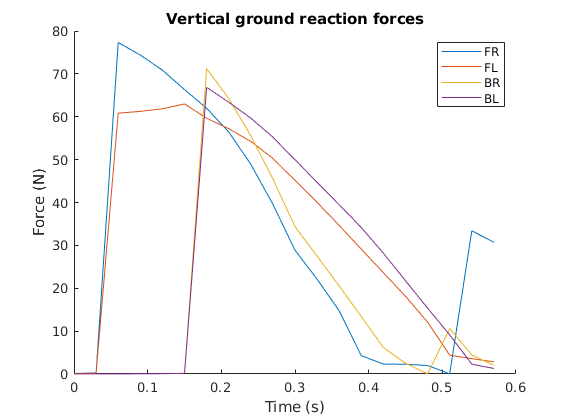 Vertical ground reaction forces
80
70
60
50
40
30
20
10
0
Force (N)
FR
FL
BR
BL
0 0.1 0.2 0.3 0.4 0.5 0.6
Time (s)